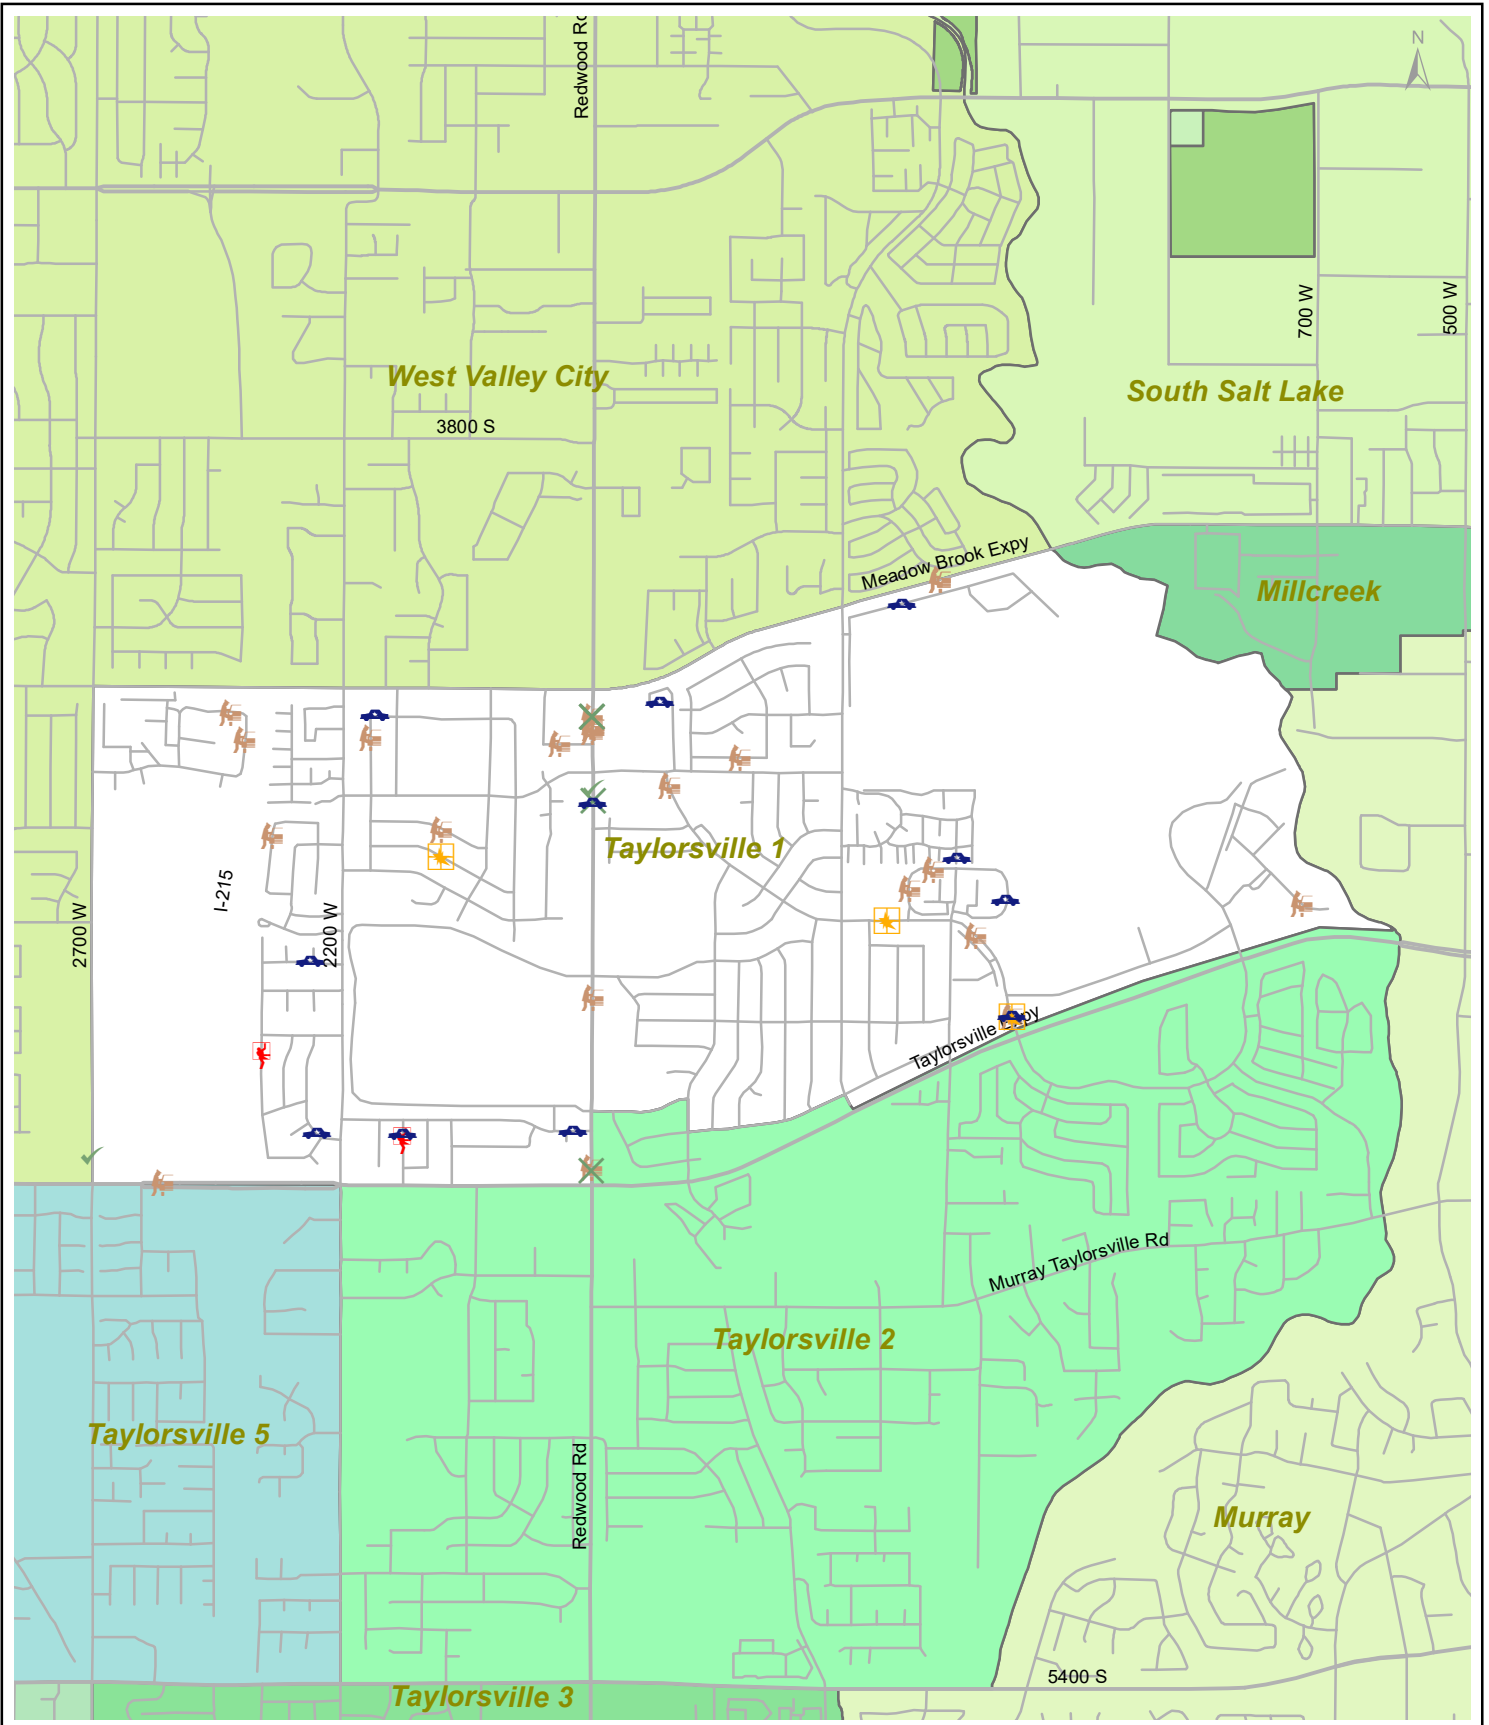 Redwood Rd
N
700 W
500 W
West Valley City
South Salt Lake
3800 S
Meadow Brook Expy
Millcreek
Taylorsville 1
I-215
2700 W
2200 W
Taylorsville
Murray Taylorsville Rd
Taylorsville 2
Taylorsville 5
Redwood Rd
Murray
5400 S
Taylorsville 3